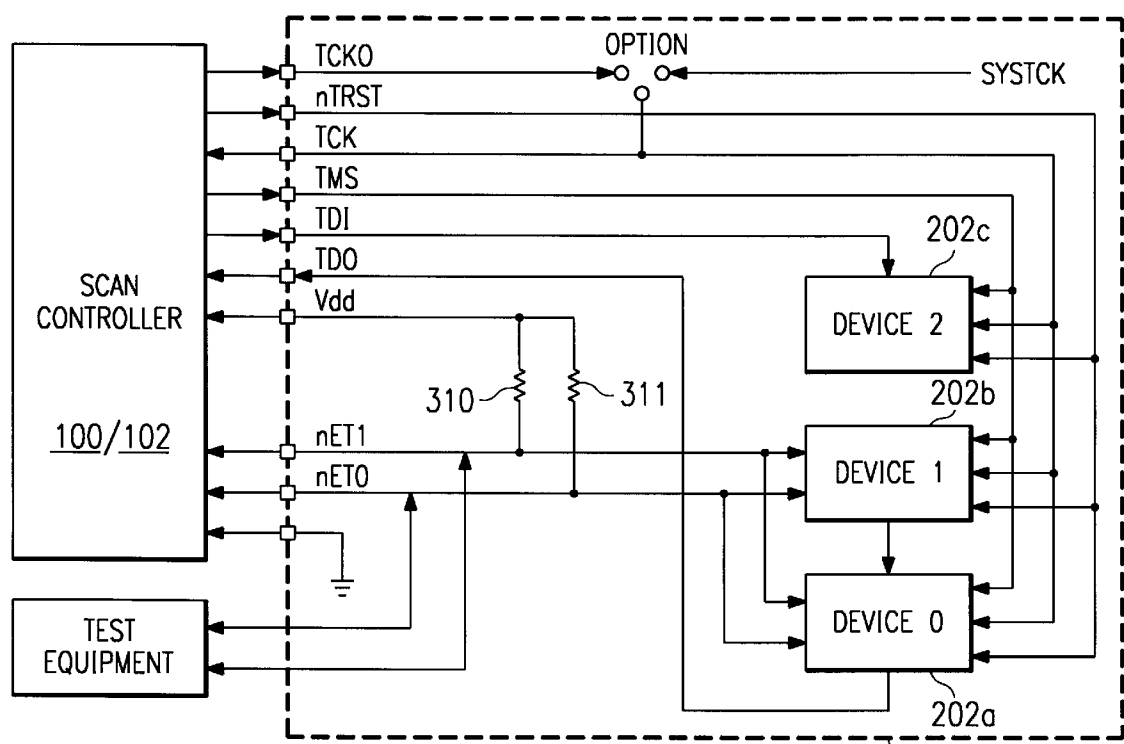 OPTION
TCKO
SYSTCK
nTRST
TCK
TMS
TDI
202c
TDO
SCAN
CONTROLLER
Vdd
DEVICE 2
310
311
202b
100/102
nET1
DEVICE 1
nET0
TEST
EQUIPMENT
DEVICE 0
202a